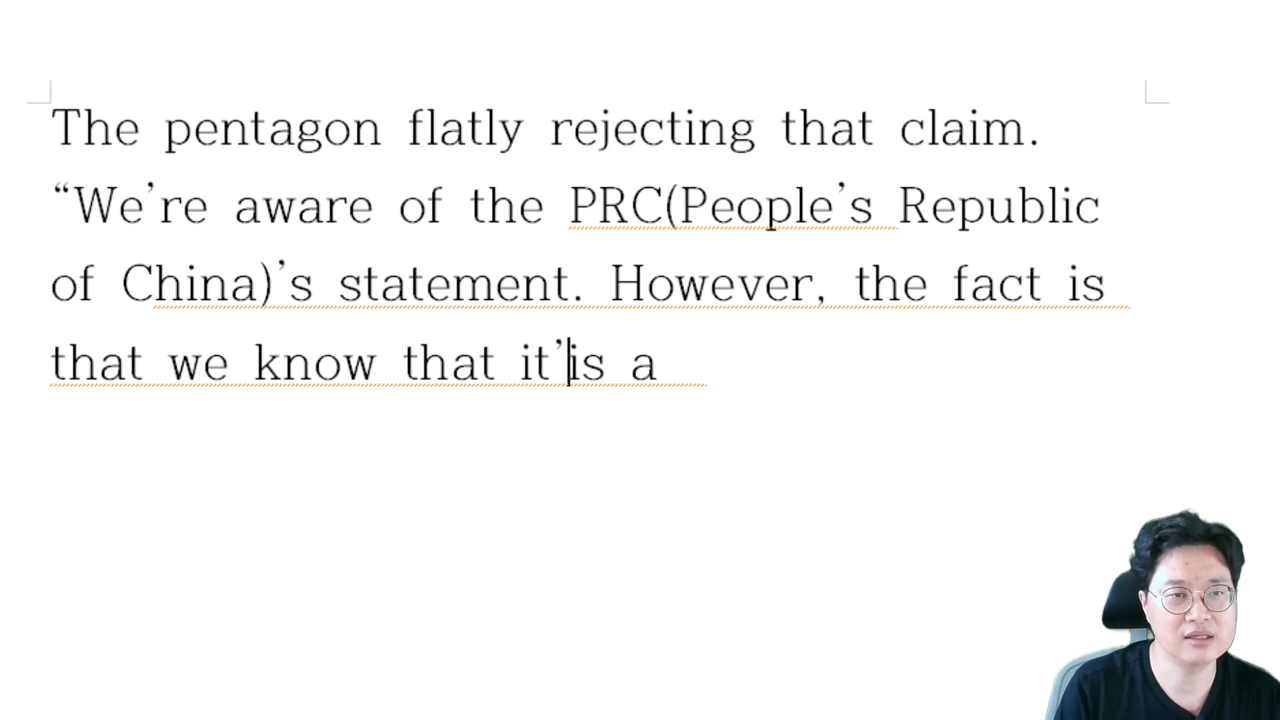 The pentagon flatly rejecting that claim.
“We’re aware of the PRC(People’s Republic
of China)’s statement. However, the fact is
that we know that it’is a